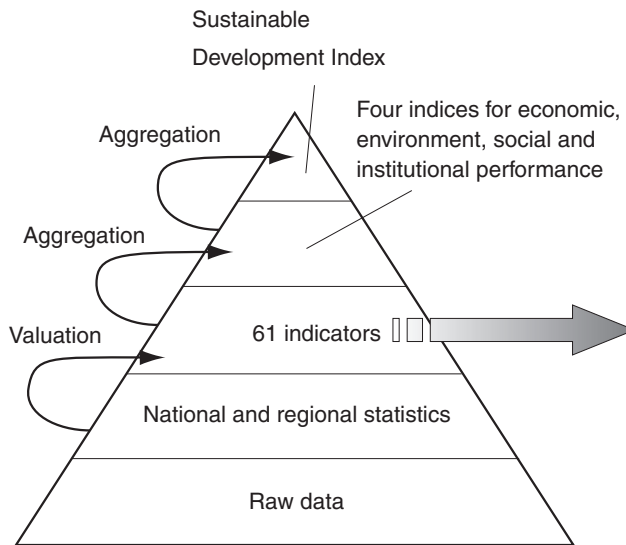 Sustainable
Development Index
Four indices for economic,
environment, social and
institutional performance
Aggregation
Aggregation
Valuation
61 indicators
National and regional statistics
Raw data